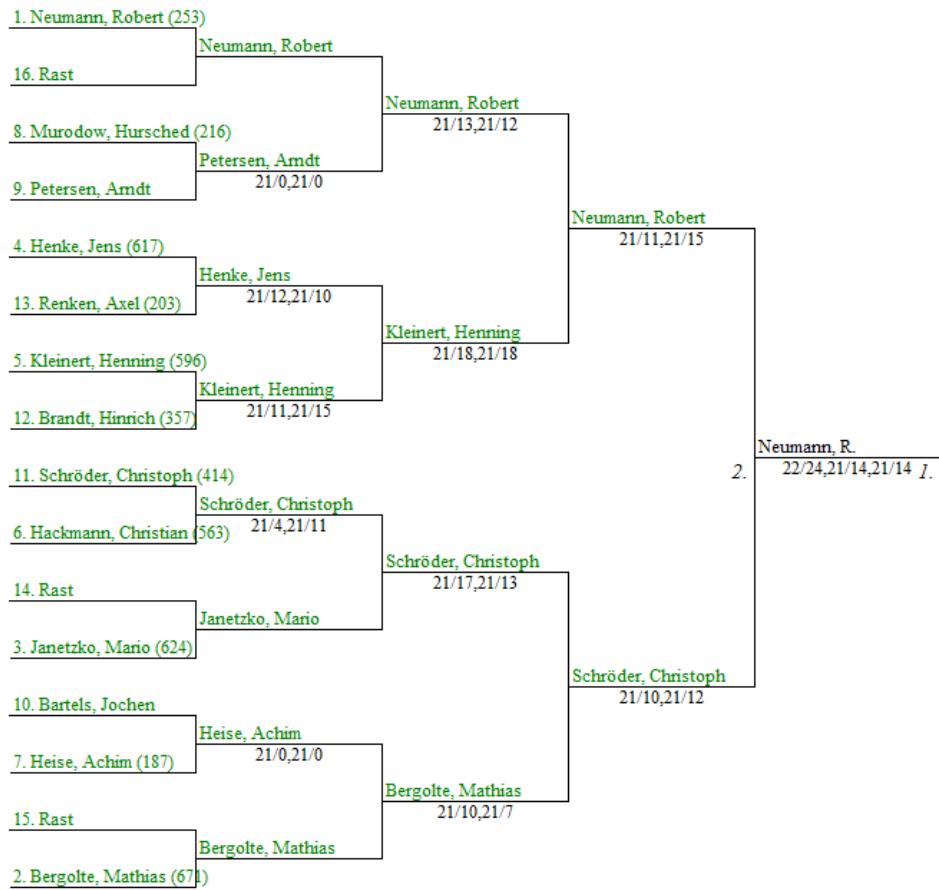 1. Neumann, Robert (253)
Neumann, Robert
16. Rast
Neumann, Robert
21/13,21/12
8. Murodow, Hursched (216)
Petersen, Arndt
21/0,21/0
9. Petersen, Arndt
Neumann, Robert
21/11,21/15
4. Henke, Jens (617)
Henke, Jens
21/12,21/10
13. Renken, Axel (203)
Kleinert, Henning
21/18,21/18
5. Kleinert, Henning (596)
Kleinert, Henning
21/11,21/15
12. Brandt, Hinrich (357)
Neumann, R.
22/24,21/14,21/14
2.
1.
11. Schröder, Christoph (414)
Schröder, Christoph
21/4,21/11
6. Hackmann, Christian (563)
Schröder, Christoph
21/17,21/13
14. Rast
Janetzko, Mario
3. Janetzko, Mario (624)
Schröder, Christoph
21/10,21/12
10. Bartels, Jochen
Heise, Achim
21/0,21/0
7. Heise, Achim (187)
Bergolte, Mathias
21/10,21/7
15. Rast
Bergolte, Mathias
2. Bergolte, Mathias (671)